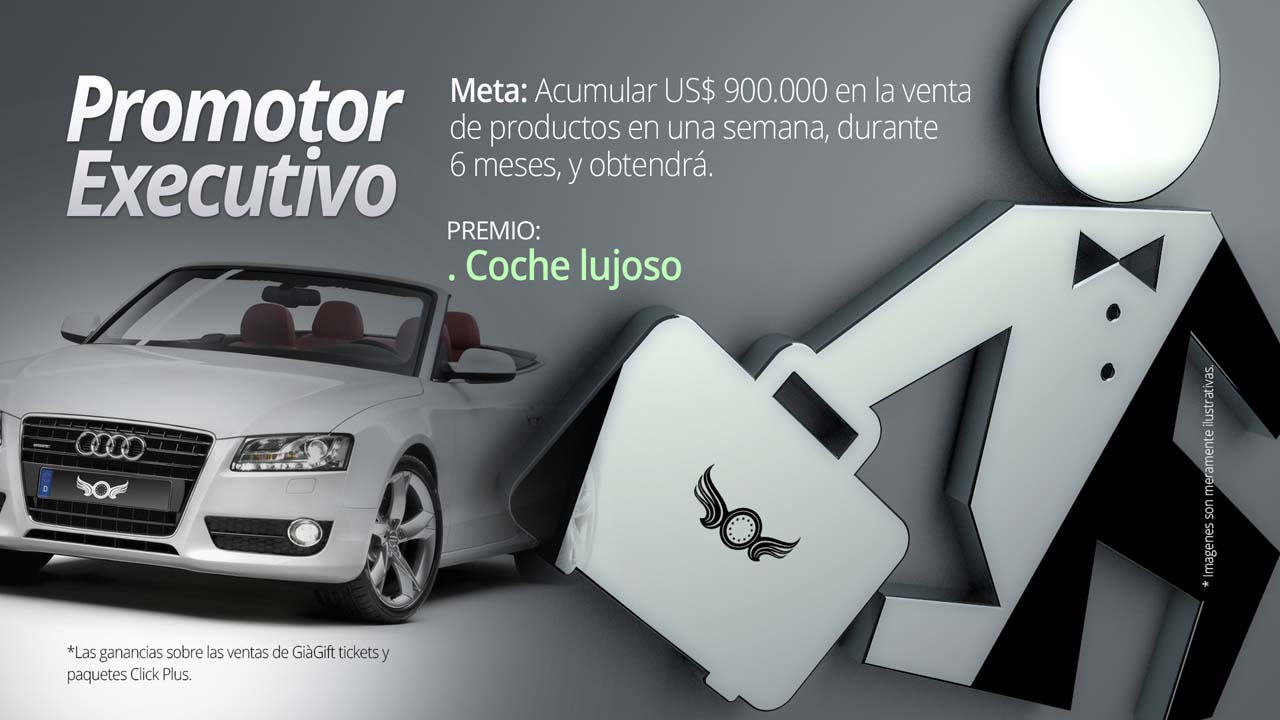 Promotor
Executivo
Meta: Acumular US$ 900.000 en la venta
de productos en una semana, durante
6 meses, y obtendrá.
PREMIO:
. Coche lujoso
*Las ganancias sobre las ventas de GiàGift tickets y
paquetes Click Plus.
* Imagenes son meramente ilustrativas.
D